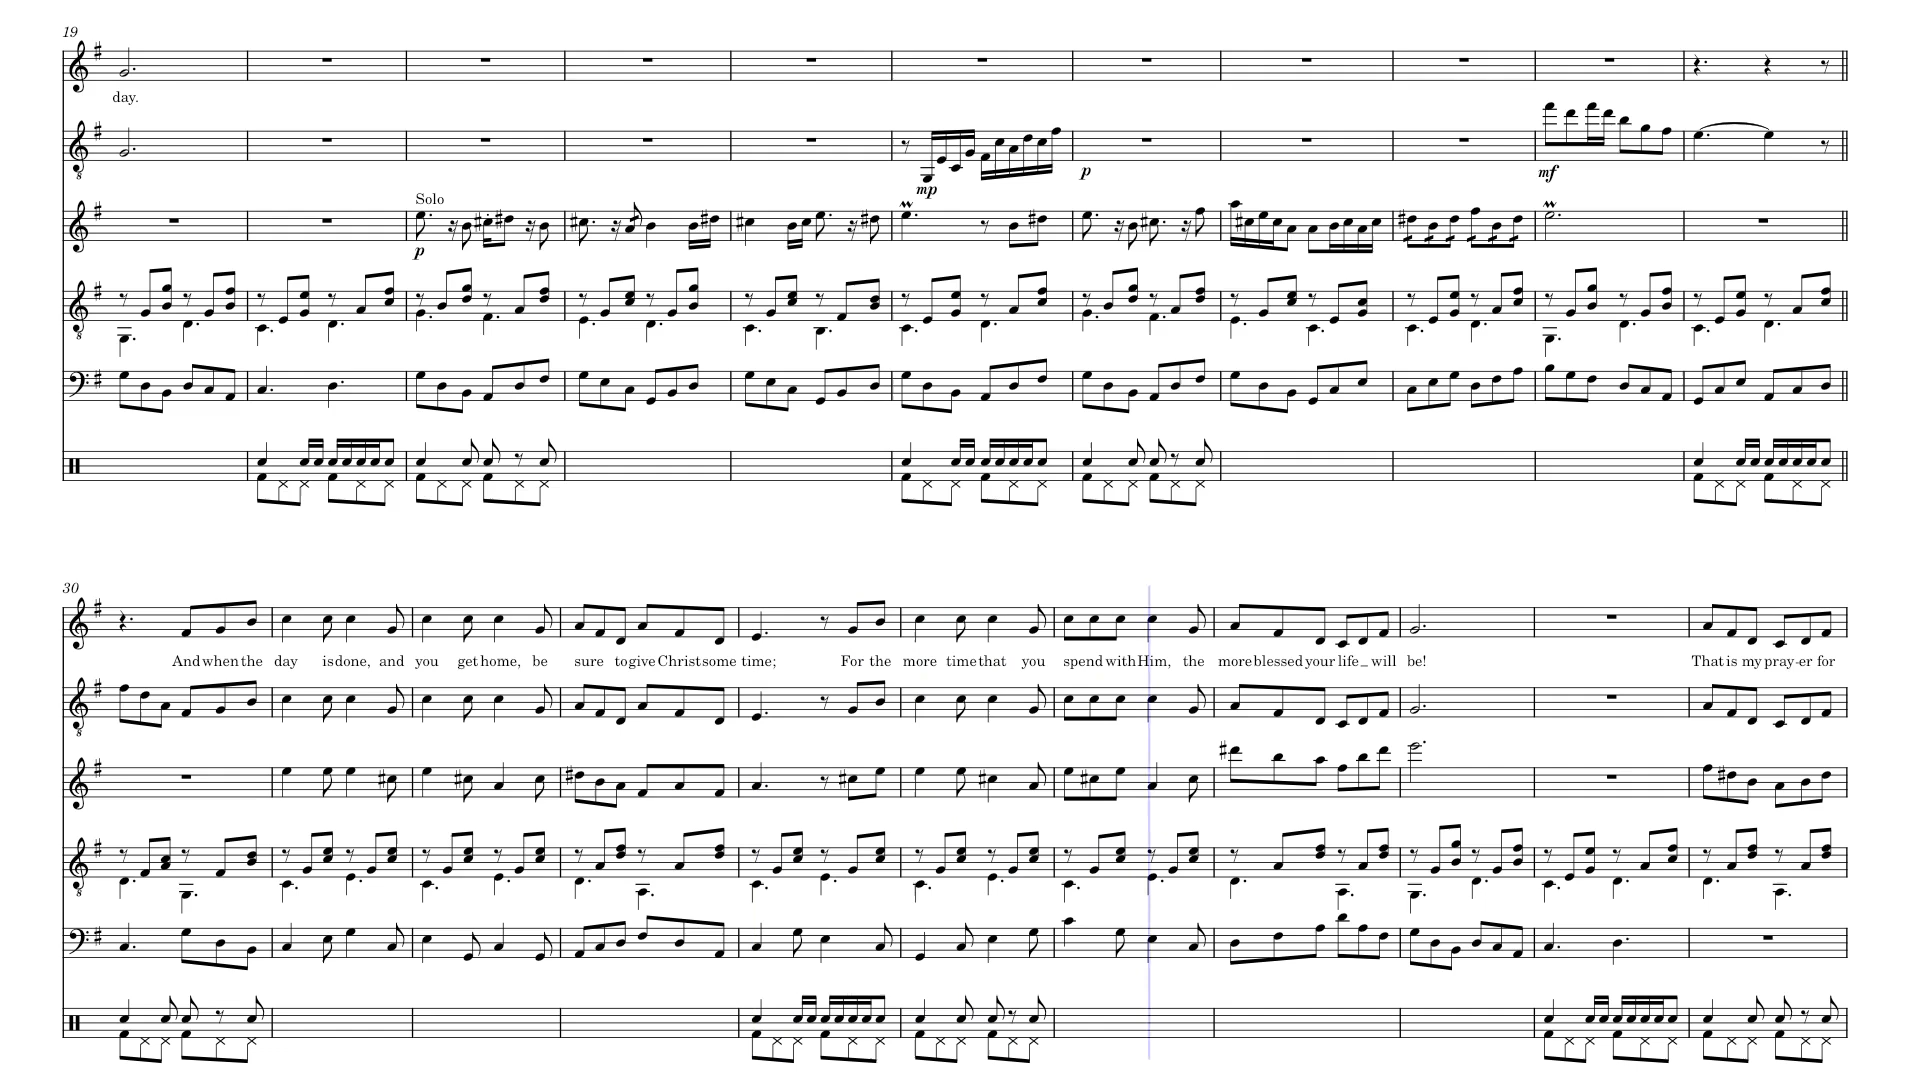 19
day.
mp
p
mf
Solo
p
30
And when the day is done, and you get home, be sure to give Christ some time; For the more time that you spend with Him, the more blessed your life _ will be! That is my pray-er for